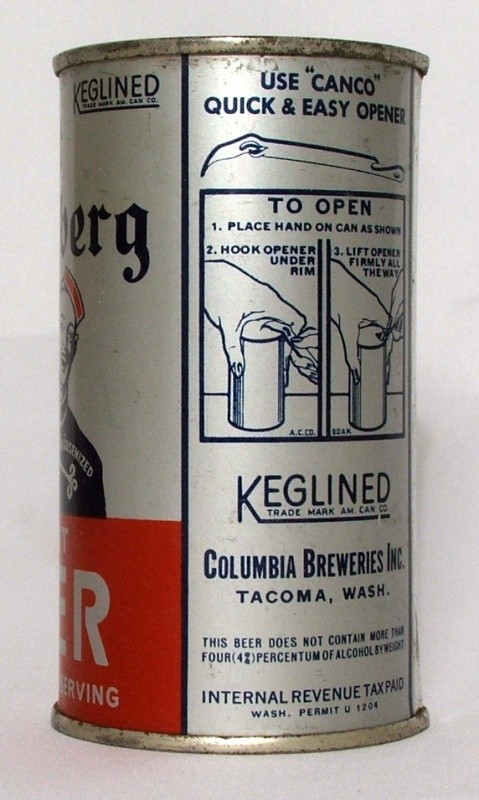 KEGLINED
TRADE MARK AM. CAN CO.
berg
T
ER
SERVING
USE "CANCO"
QUICK & EASY OPENER
TO OPEN
1. PLACE HAND ON CAN AS SHOWN
2. HOOK OPENER
UNDER
RIM
3. LIFT OPENER
FIRMLY ALL
THE WAY
A.C.CO.
80 A K
KEGLINED
TRADE MARK AM. CAN CO
COLUMBIA BREWERIES INC.
TACOMA, WASH.
THIS BEER DOES NOT CONTAIN MORE THAN
FOUR (4%) PERCENTUM OF ALCOHOL BY WEIGHT
INTERNAL REVENUE TAX PAID
WASH. PERMIT U 1204